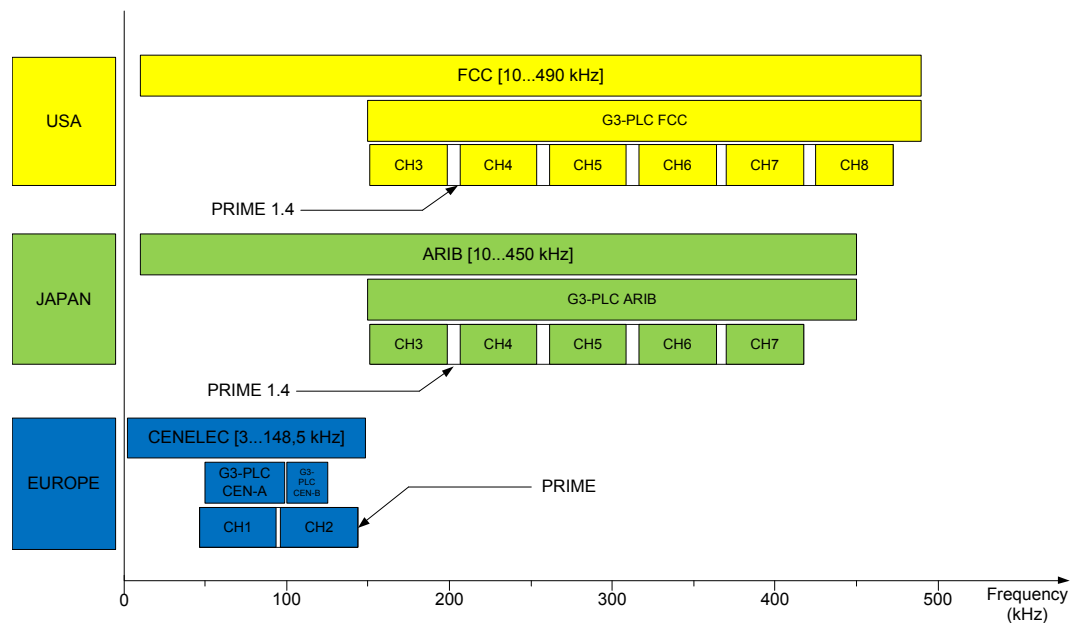 USA
FCC [10...490 kHz]
G3-PLC FCC
CH3 CH4 CH5 CH6 CH7 CH8
PRIME 1.4
JAPAN
ARIB [10...450 kHz]
G3-PLC ARIB
CH3 CH4 CH5 CH6 CH7
PRIME 1.4
EUROPE
CENELEC [3...148,5 kHz]
G3-PLC
CEN-A
G3-
PLC
CEN-B
CH1 CH2
PRIME
0 100 200 300 400 500
Frequency
(kHz)